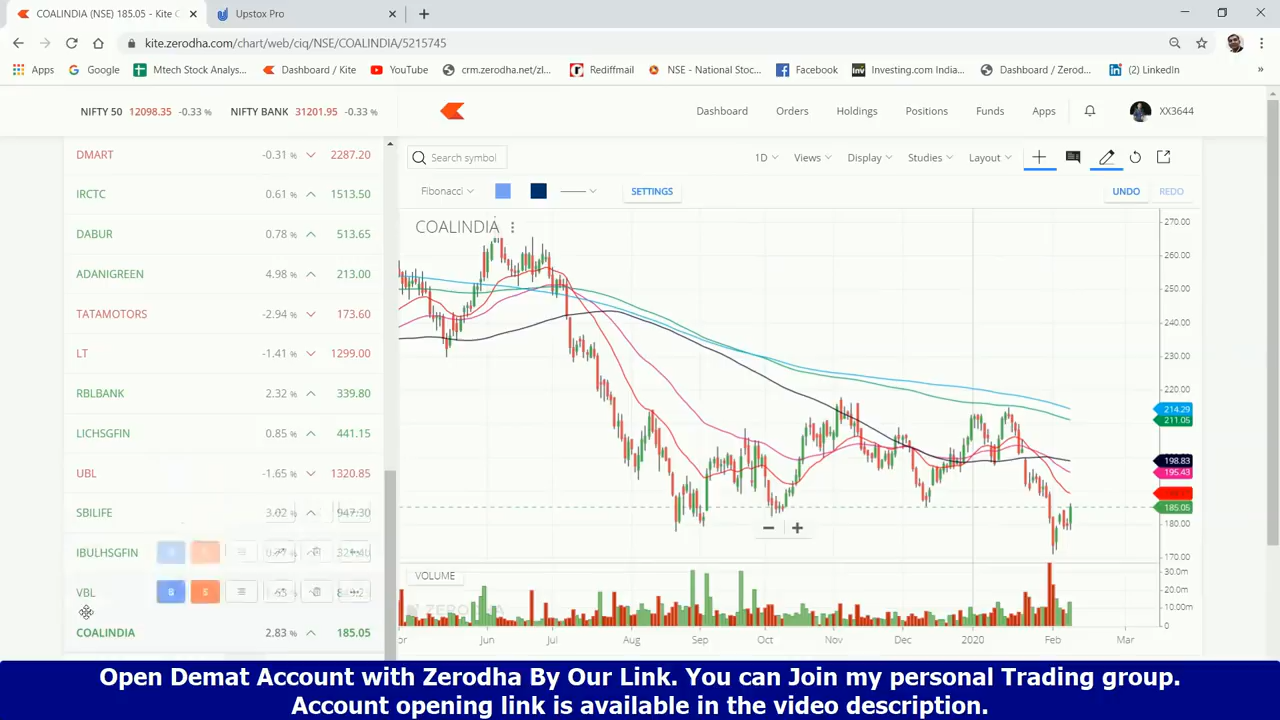 COALINDIA (NSE) 185.05 - Kite
Upstox Pro
kite.zerodha.com/chart/web/ciq/NSE/COALINDIA/5215745
Apps Google Mtech Stock Analys... Dashboard / Kite YouTube crm.zerodha.net/zl... Rediffmail NSE - National Stoc... Facebook Inv Investing.com India... Dashboard / Zerod... in (2) LinkedIn »
NIFTY 50 12098.35 -0.33 % NIFTY BANK 31201.95 -0.33 %
Dashboard Orders Holdings Positions Funds Apps XX3644
DMART -0.31 % 2287.20
IRCTC 0.61 % 1513.50
DABUR 0.78 % 513.65
ADANIGREEN 4.98 % 213.00
TATAMOTORS -2.94 % 173.60
LT -1.41 % 1299.00
RBLBANK 2.32 % 339.80
LICHSGFIN 0.85 % 441.15
UBL -1.65 % 1320.85
SBILIFE 3.02 % 947.30
IBULHSGFIN
VBL B S
COALINDIA 2.83 % 185.05
Search symbol 1D Views Display Studies Layout
Fibonacci SETTINGS UNDO REDO
COALINDIA
270.00
260.00
250.00
240.00
230.00
220.00
214.29
211.05
198.83
195.43
185.05
180.00
170.00
VOLUME
30.0m
20.00m
10.00m
0
ZERODHA
Jun Jul Aug Sep Oct Nov Dec 2020 Feb Mar
Open Demat Account with Zerodha By Our Link. You can Join my personal Trading group.
Account opening link is available in the video description.